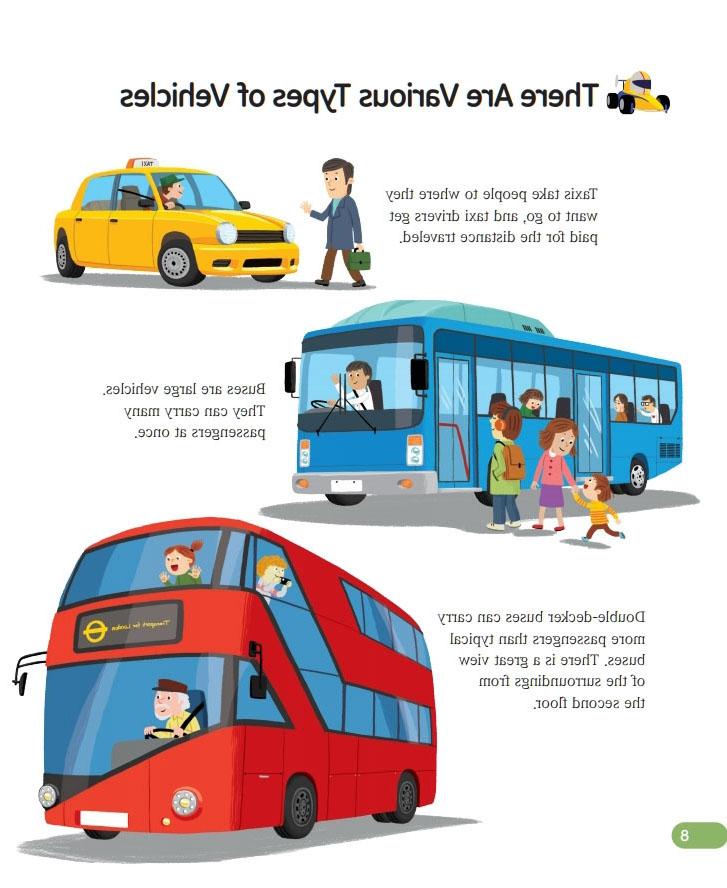 There Are Various Types of Vehicles
TAXI
Taxis take people to where they
want to go, and taxi drivers get
paid for the distance traveled.
Buses are large vehicles.
They can carry many
passengers at once.
Transport for London
Double-decker buses can carry
more passengers than typical
buses. There is a great view
of the surroundings from
the second floor.
8